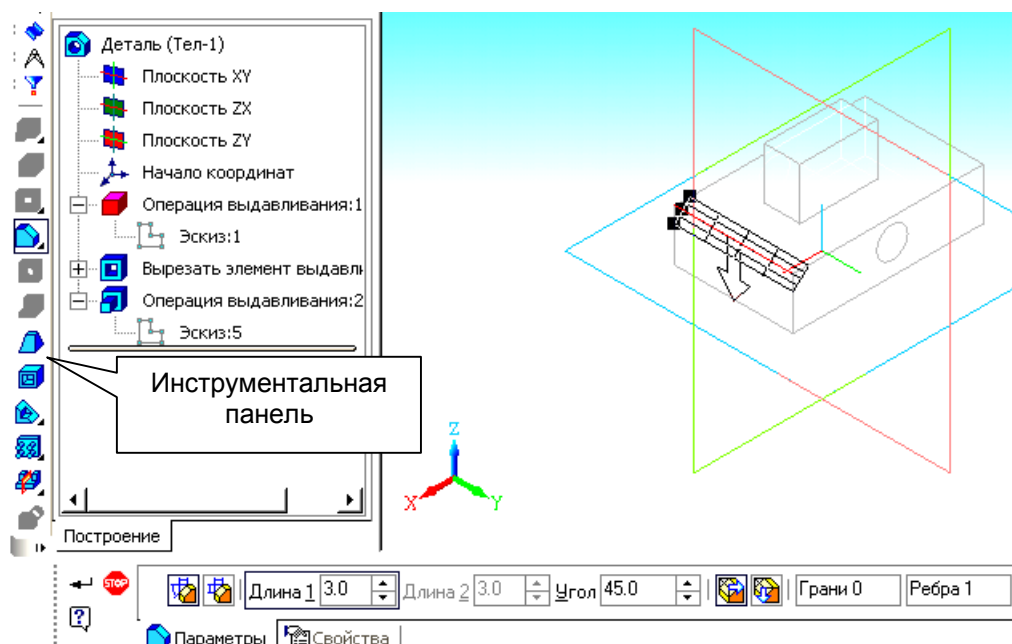 Деталь (Тел-1)
Плоскость XY
Плоскость ZX
Плоскость ZY
Начало координат
Операция выдавливания:1
Эскиз:1
Вырезать элемент выдавл
Операция выдавливания:2
Эскиз:5
Инструментальная
панель
Z
X
Y
Построение
STOP
Длина 1 3.0 Длина 2 3.0 Угол 45.0 Грани 0 Ребра 1
Параметры Свойства